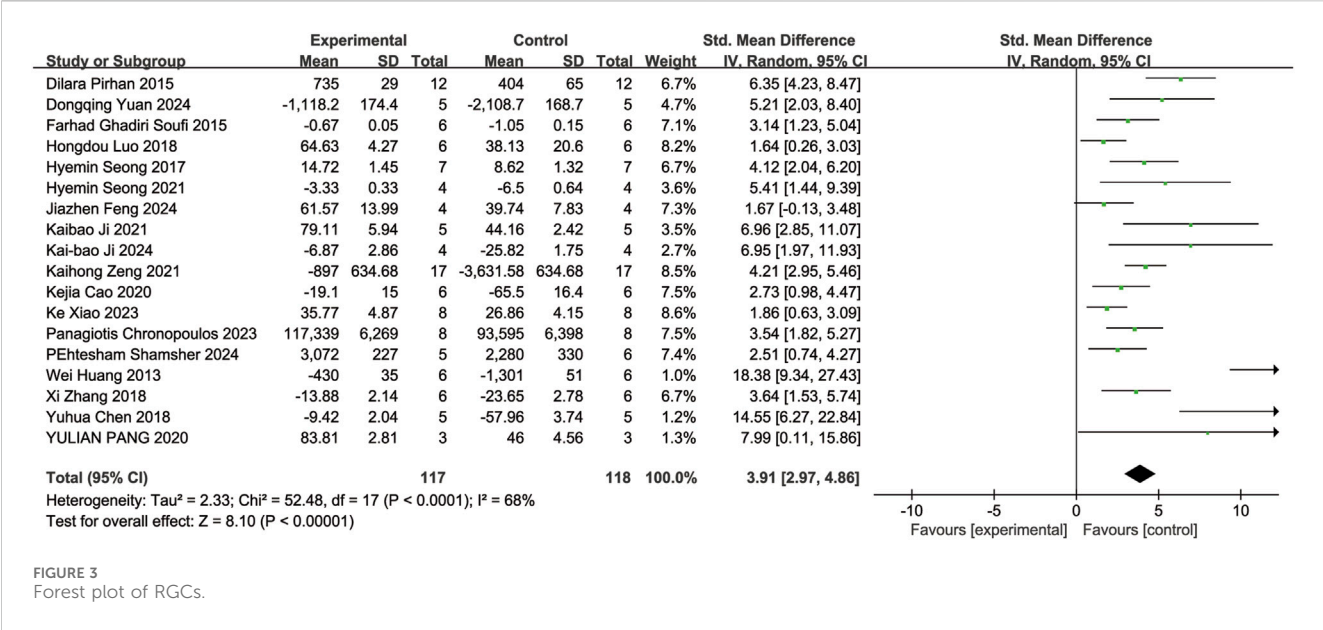 Experimental Control Std. Mean Difference Std. Mean Difference
Study or Subgroup Mean SD Total Mean SD Total Weight IV, Random, 95% CI IV, Random, 95% CI
Dilara Pirhan 2015 735 29 12 404 65 12 6.7% 6.35 [4.23, 8.47]
Dongqing Yuan 2024 -1,118.2 174.4 5 -2,108.7 168.7 5 4.7% 5.21 [2.03, 8.40]
Farhad Ghadiri Soufi 2015 -0.67 0.05 6 -1.05 0.15 6 7.1% 3.14 [1.23, 5.04]
Hongdou Luo 2018 64.63 4.27 6 38.13 20.6 6 8.2% 1.64 [0.26, 3.03]
Hyemin Seong 2017 14.72 1.45 7 8.62 1.32 7 6.7% 4.12 [2.04, 6.20]
Hyemin Seong 2021 -3.33 0.33 4 -6.5 0.64 4 3.6% 5.41 [1.44, 9.39]
Jiazhen Feng 2024 61.57 13.99 4 39.74 7.83 4 7.3% 1.67 [-0.13, 3.48]
Kaibao Ji 2021 79.11 5.94 5 44.16 2.42 5 3.5% 6.96 [2.85, 11.07]
Kai-bao Ji 2024 -6.87 2.86 4 -25.82 1.75 4 2.7% 6.95 [1.97, 11.93]
Kaihong Zeng 2021 -897 634.68 17 -3,631.58 634.68 17 8.5% 4.21 [2.95, 5.46]
Kejia Cao 2020 -19.1 15 6 -65.5 16.4 6 7.5% 2.73 [0.98, 4.47]
Ke Xiao 2023 35.77 4.87 8 26.86 4.15 8 8.6% 1.86 [0.63, 3.09]
Panagiotis Chronopoulos 2023 117,339 6,269 8 93,595 6,398 8 7.5% 3.54 [1.82, 5.27]
PEhtesham Shamsher 2024 3,072 227 5 2,280 330 6 7.4% 2.51 [0.74, 4.27]
Wei Huang 2013 -430 35 6 -1,301 51 6 1.0% 18.38 [9.34, 27.43]
Xi Zhang 2018 -13.88 2.14 6 -23.65 2.78 6 6.7% 3.64 [1.53, 5.74]
Yuhua Chen 2018 -9.42 2.04 5 -57.96 3.74 5 1.2% 14.55 [6.27, 22.84]
YULIAN PANG 2020 83.81 2.81 3 46 4.56 3 1.3% 7.99 [0.11, 15.86]
Total (95% CI) 117 118 100.0% 3.91 [2.97, 4.86]
Heterogeneity: Tau² = 2.33; Chi² = 52.48, df = 17 (P < 0.0001); I² = 68%
Test for overall effect: Z = 8.10 (P < 0.00001)
-10 -5 0 5 10
Favours [experimental] Favours [control]
FIGURE 3
Forest plot of RGCs.